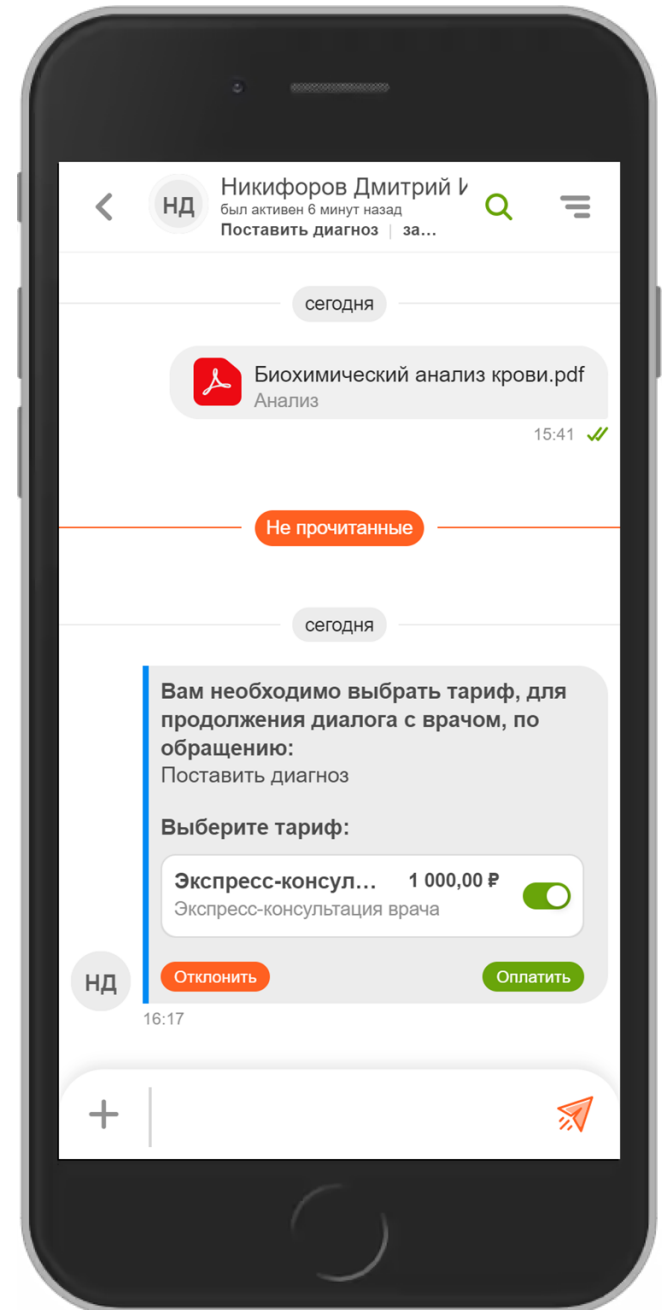 Никифоров Дмитрий И
НД
был активен 6 минут назад
Поставить диагноз | за...
сегодня
Биохимический анализ крови.pdf
Анализ
15:41
Не прочитанные
сегодня
Вам необходимо выбрать тариф, для
продолжения диалога с врачом, по
обращению:
Поставить диагноз
Выберите тариф:
Экспресс-консул... 1 000,00 ₽
Экспресс-консультация врача
НД
Отклонить Оплатить
16:17